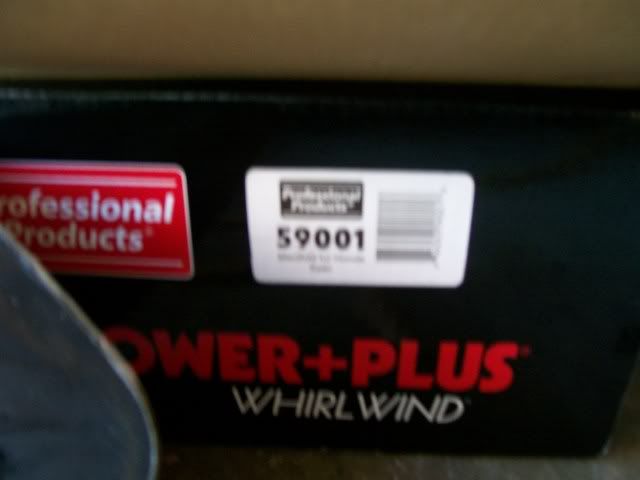 rofessional
Products®
Professional
Products
59001
OWER+PLUS®
WHIRLWIND